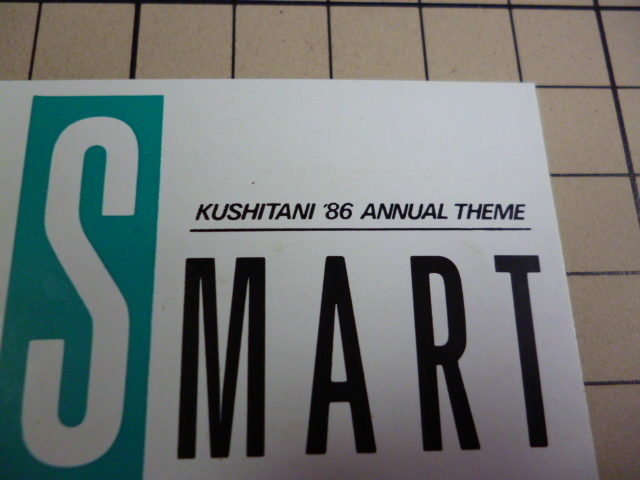 KUSHITANI '86 ANNUAL THEME
SMART